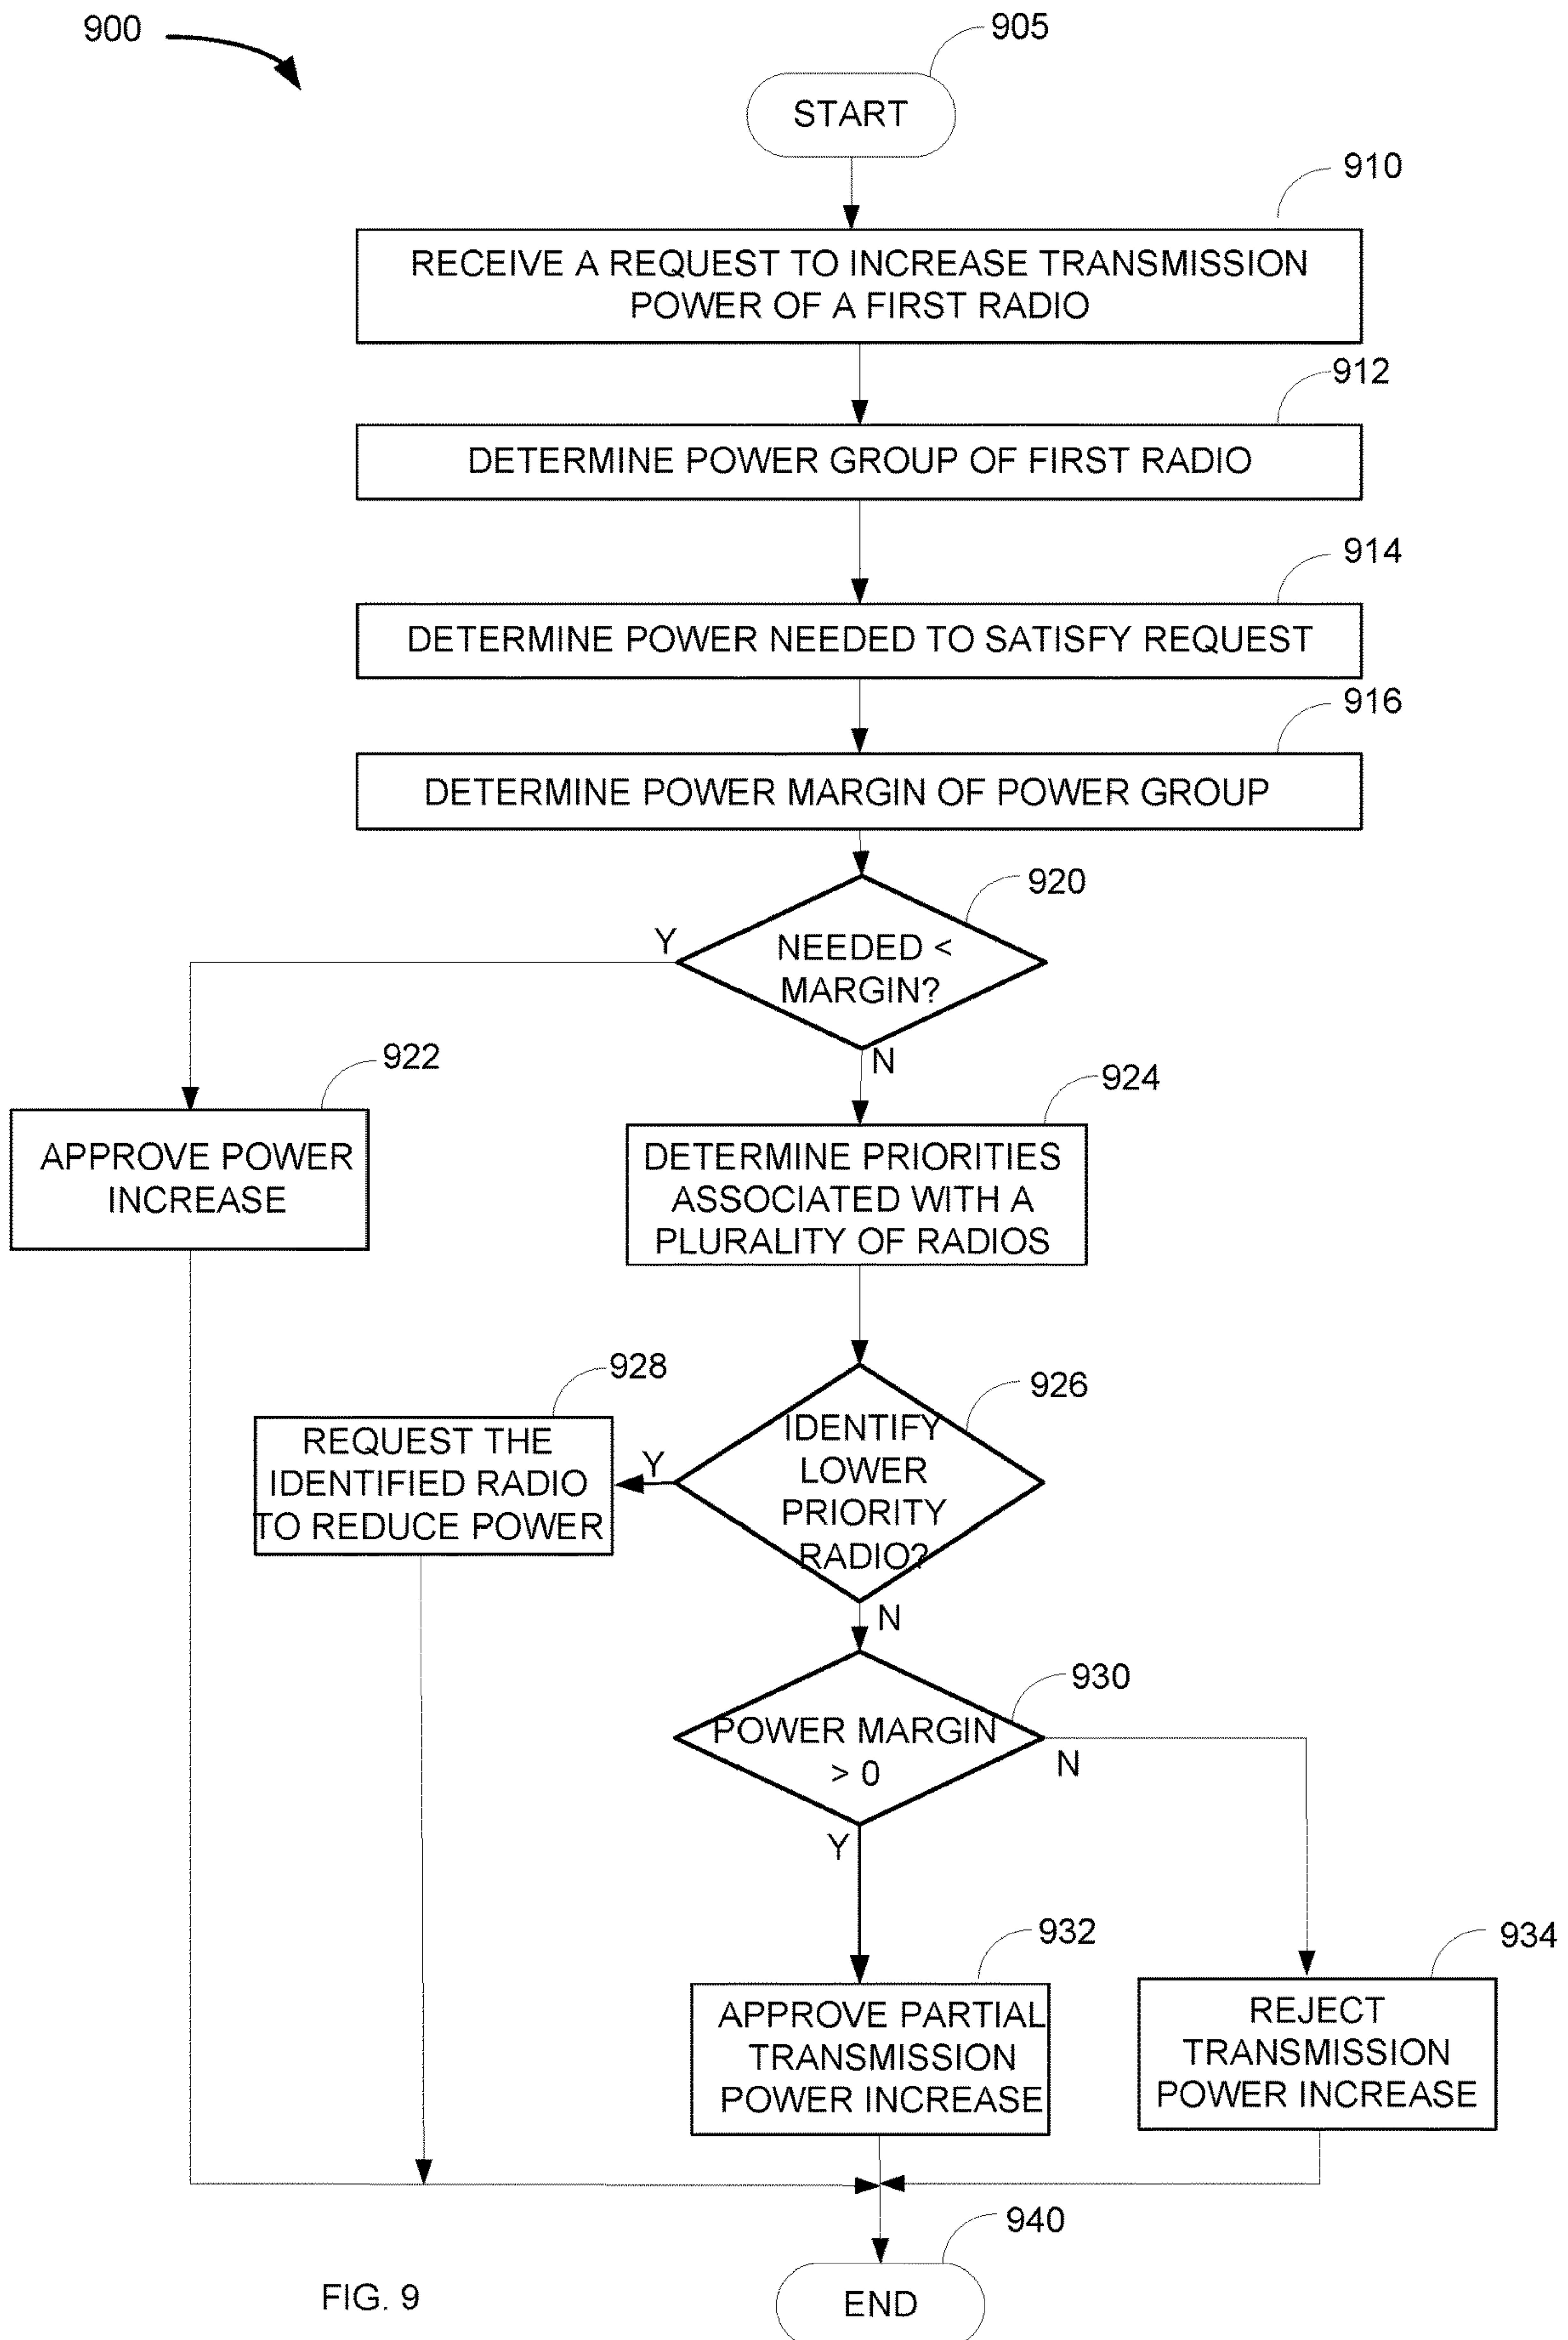 900
905
START
910
RECEIVE A REQUEST TO INCREASE TRANSMISSION
POWER OF A FIRST RADIO
912
DETERMINE POWER GROUP OF FIRST RADIO
914
DETERMINE POWER NEEDED TO SATISFY REQUEST
916
DETERMINE POWER MARGIN OF POWER GROUP
920
NEEDED <
MARGIN?
Y
N
922
APPROVE POWER
INCREASE
924
DETERMINE PRIORITIES
ASSOCIATED WITH A
PLURALITY OF RADIOS
926
IDENTIFY
LOWER
PRIORITY
RADIO?
Y
N
928
REQUEST THE
IDENTIFIED RADIO
TO REDUCE POWER
930
POWER MARGIN
> 0
N
Y
932
APPROVE PARTIAL
TRANSMISSION
POWER INCREASE
934
REJECT
TRANSMISSION
POWER INCREASE
940
END
FIG. 9